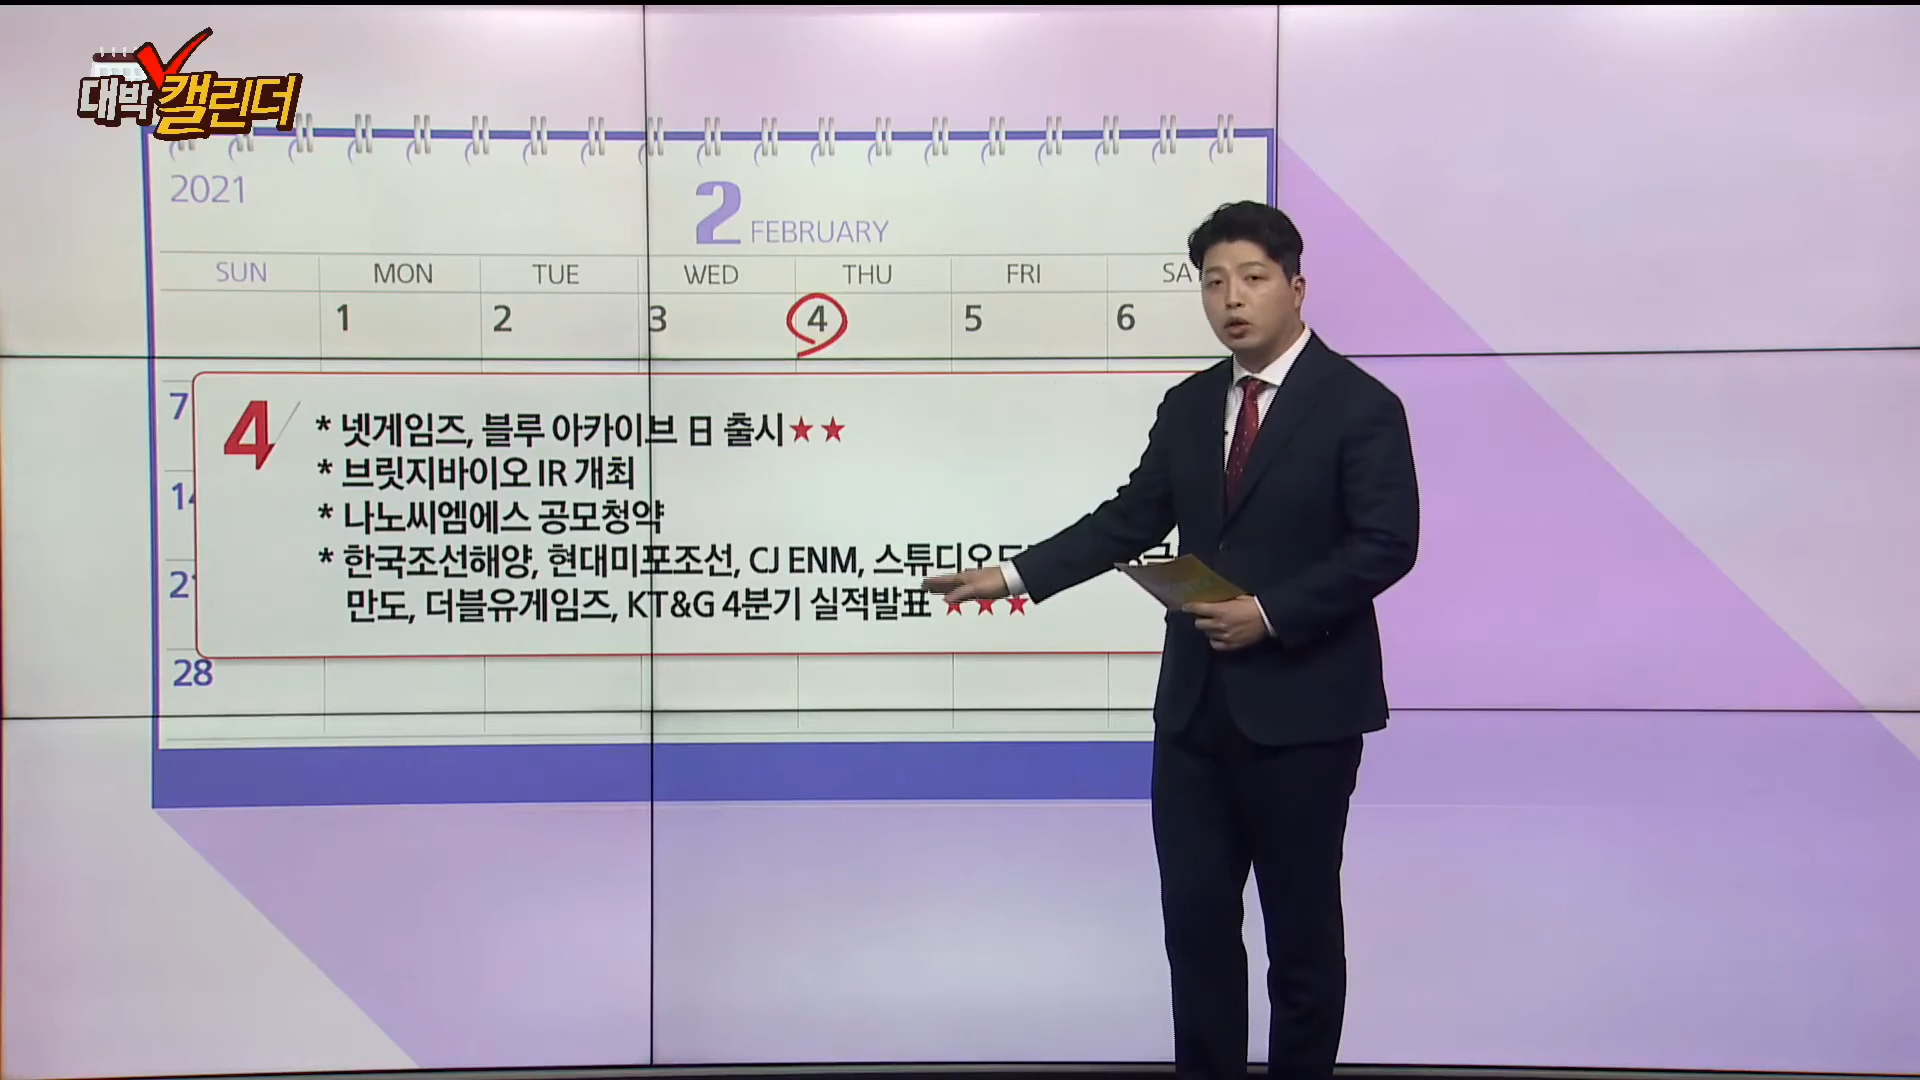 대박 캘린더
2021
2 FEBRUARY
SUN MON TUE WED THU FRI SA
1 2 3 4 5 6
7
14
21
28
4
* 넷게임즈, 블루 아카이브 日 출시★★
* 브릿지바이오 IR 개최
* 나노씨엠에스 공모청약
* 한국조선해양, 현대미포조선, CJ ENM,
만도, 더블유게임즈, KT&G 4분기 실적발표 ★★★